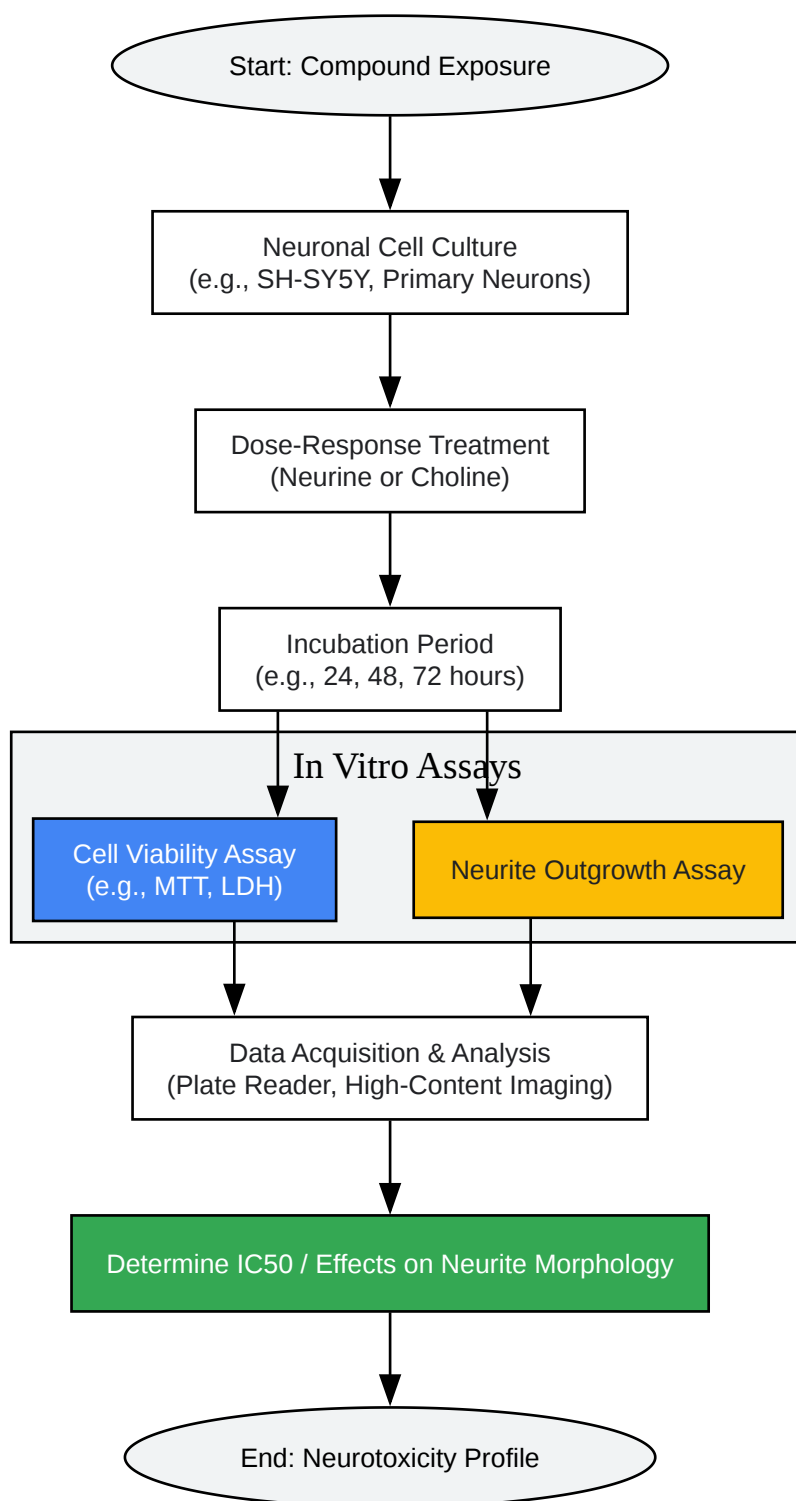 Start: Compound Exposure
Neuronal Cell Culture
(e.g., SH-SY5Y, Primary Neurons)
Dose-Response Treatment
(Neurine or Choline)
Incubation Period
(e.g., 24, 48, 72 hours)
In Vitro Assays
Cell Viability Assay
(e.g., MTT, LDH)
Neurite Outgrowth Assay
Data Acquisition & Analysis
(Plate Reader, High-Content Imaging)
Determine IC50 / Effects on Neurite Morphology
End: Neurotoxicity Profile